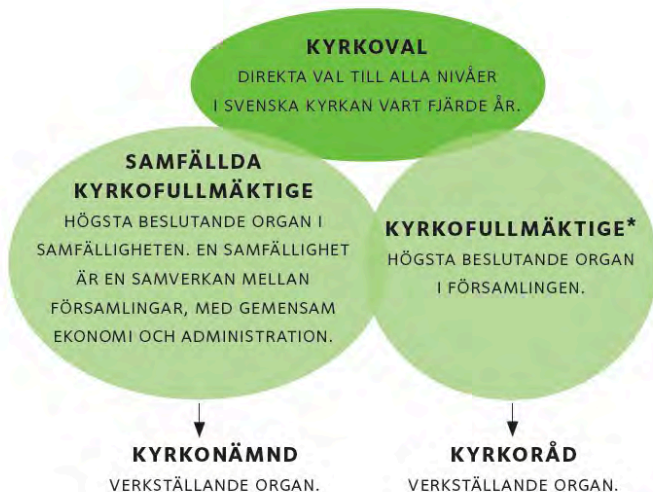 KYRKOVAL
DIREKTA VAL TILL ALLA NIVÅER
I SVENSKA KYRKAN VART FJÄRDE ÅR.
SAMFÄLLDA
KYRKOFULLMÄKTIGE
HÖGSTA BESLUTANDE ORGAN I
SAMFÄLLIGHETEN. EN SAMFÄLLIGHET
ÄR EN SAMVERKAN MELLAN
FÖRSAMLINGAR, MED GEMENSAM
EKONOMI OCH ADMINISTRATION.
KYRKOFULLMÄKTIGE*
HÖGSTA BESLUTANDE ORGAN
I FÖRSAMLINGEN.
KYRKONÄMND
VERKSTÄLLANDE ORGAN.
KYRKORÅD
VERKSTÄLLANDE ORGAN.